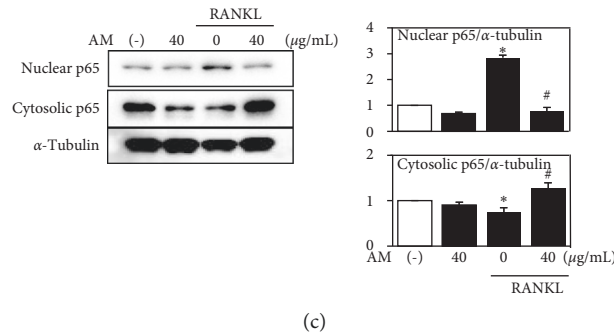 RANKL
AM (-) 40 0 40 (μg/mL)
Nuclear p65
Cytosolic p65
α-Tubulin
Nuclear p65/α-tubulin
4
3
2
1
0
*
#
Cytosolic p65/α-tubulin
2
1
0
*
#
AM (-) 40 0 40 (μg/mL)
RANKL
(c)